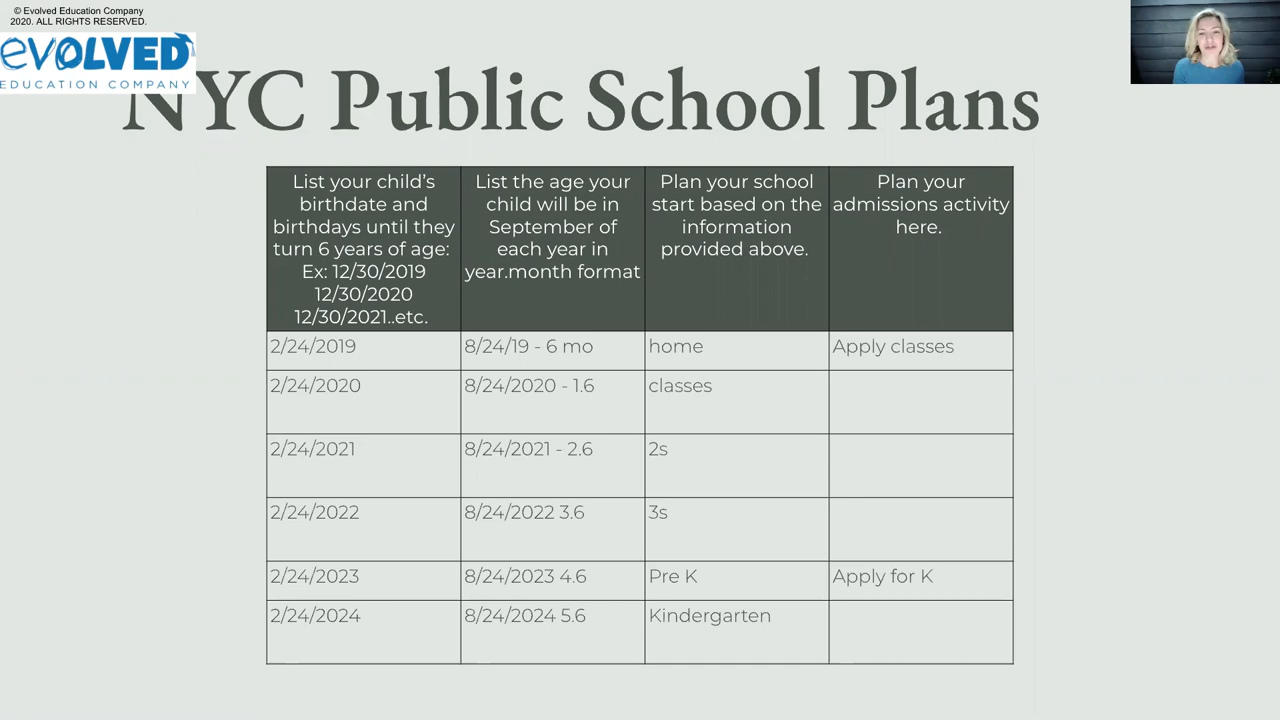 © Evolved Education Company
2020. ALL RIGHTS RESERVED.
evOLVED
EDUCATION COMPANY
NYC Public School Plans
List your child's
birthdate and
birthdays until they
turn 6 years of age:
Ex: 12/30/2019
12/30/2020
12/30/2021..etc.
List the age your
child will be in
September of
each year in
year.month format
Plan your school
start based on the
information
provided above.
Plan your
admissions activity
here.
2/24/2019 8/24/19 - 6 mo home Apply classes
2/24/2020 8/24/2020 - 1.6 classes
2/24/2021 8/24/2021 - 2.6 2s
2/24/2022 8/24/2022 3.6 3s
2/24/2023 8/24/2023 4.6 Pre K Apply for K
2/24/2024 8/24/2024 5.6 Kindergarten